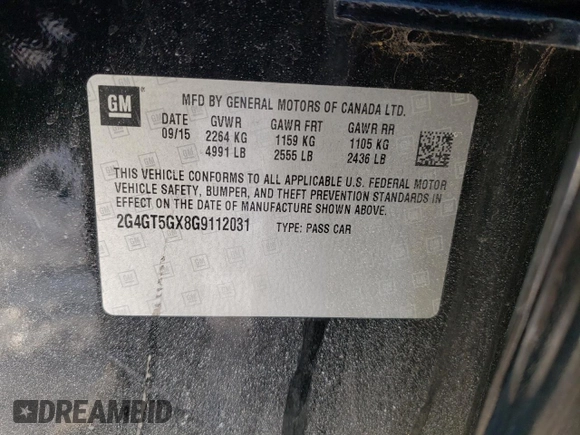 GM
MFD BY GENERAL MOTORS OF CANADA LTD.
DATE GVWR GAWR FRT GAWR RR
09/15 2264 KG 1159 KG 1105 KG
4991 LB 2555 LB 2436 LB
THIS VEHICLE CONFORMS TO ALL APPLICABLE U.S. FEDERAL MOTOR
VEHICLE SAFETY, BUMPER, AND THEFT PREVENTION STANDARDS IN
EFFECT ON THE DATE OF MANUFACTURE SHOWN ABOVE.
2G4GT5GX8G9112031 TYPE: PASS CAR
DREAMBID